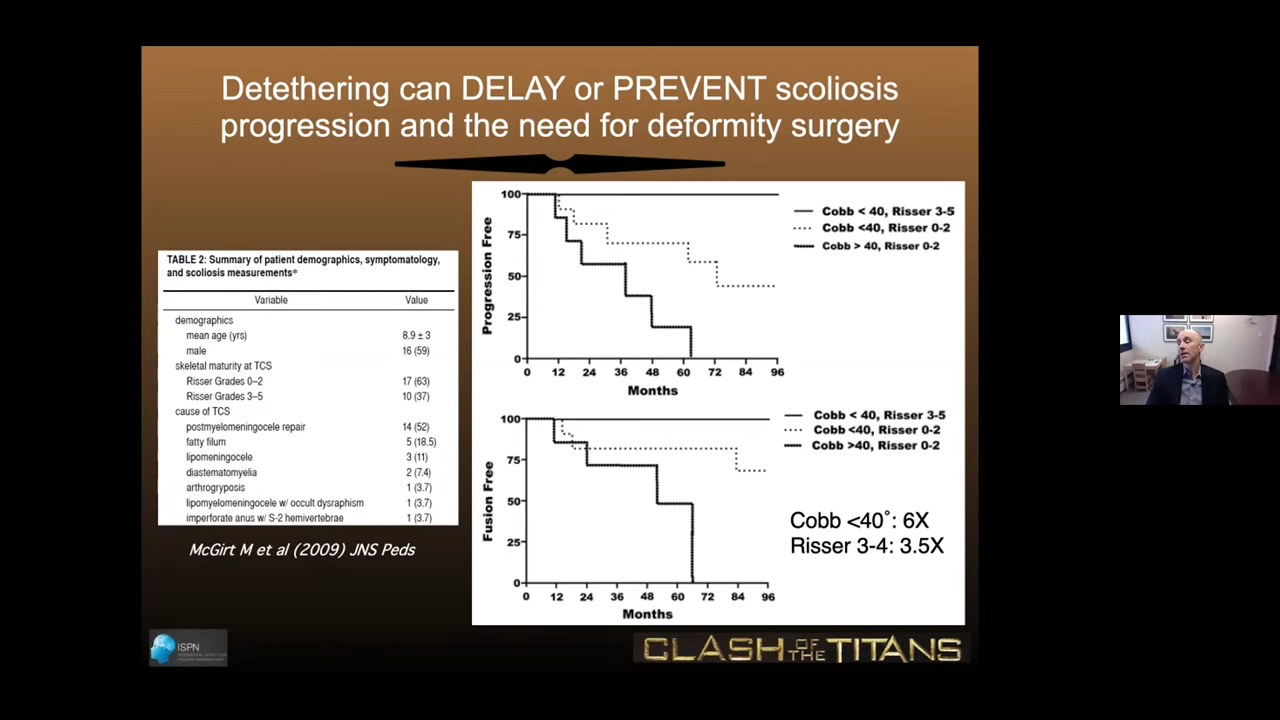 Detethering can DELAY or PREVENT scoliosis
progression and the need for deformity surgery
TABLE 2: Summary of patient demographics, symptomatology,
and scoliosis measurements*
Variable Value
demographics
mean age (yrs) 8.9 ± 3
male 16 (59)
skeletal maturity at TCS
Risser Grades 0–2 17 (63)
Risser Grades 3–5 10 (37)
cause of TCS
postmyelomeningocele repair 14 (52)
fatty filum 5 (18.5)
lipomeningocele 3 (11)
diastematomyelia 2 (7.4)
arthrogryposis 1 (3.7)
lipomyelomeningocele w/ occult dysraphism 1 (3.7)
imperforate anus w/ S-2 hemivertebrae 1 (3.7)
McGirt M et al (2009) JNS Peds
Progression Free
100
75
50
25
0
0 12 24 36 48 60 72 84 96
Months
Cobb < 40, Risser 3-5
Cobb <40, Risser 0-2
Cobb > 40, Risser 0-2
Fusion Free
100
75
50
25
0
0 12 24 36 48 60 72 84 96
Months
Cobb < 40, Risser 3-5
Cobb <40, Risser 0-2
Cobb >40, Risser 0-2
Cobb <40˚: 6X
Risser 3-4: 3.5X
ISPN
CLASH OF THE TITANS